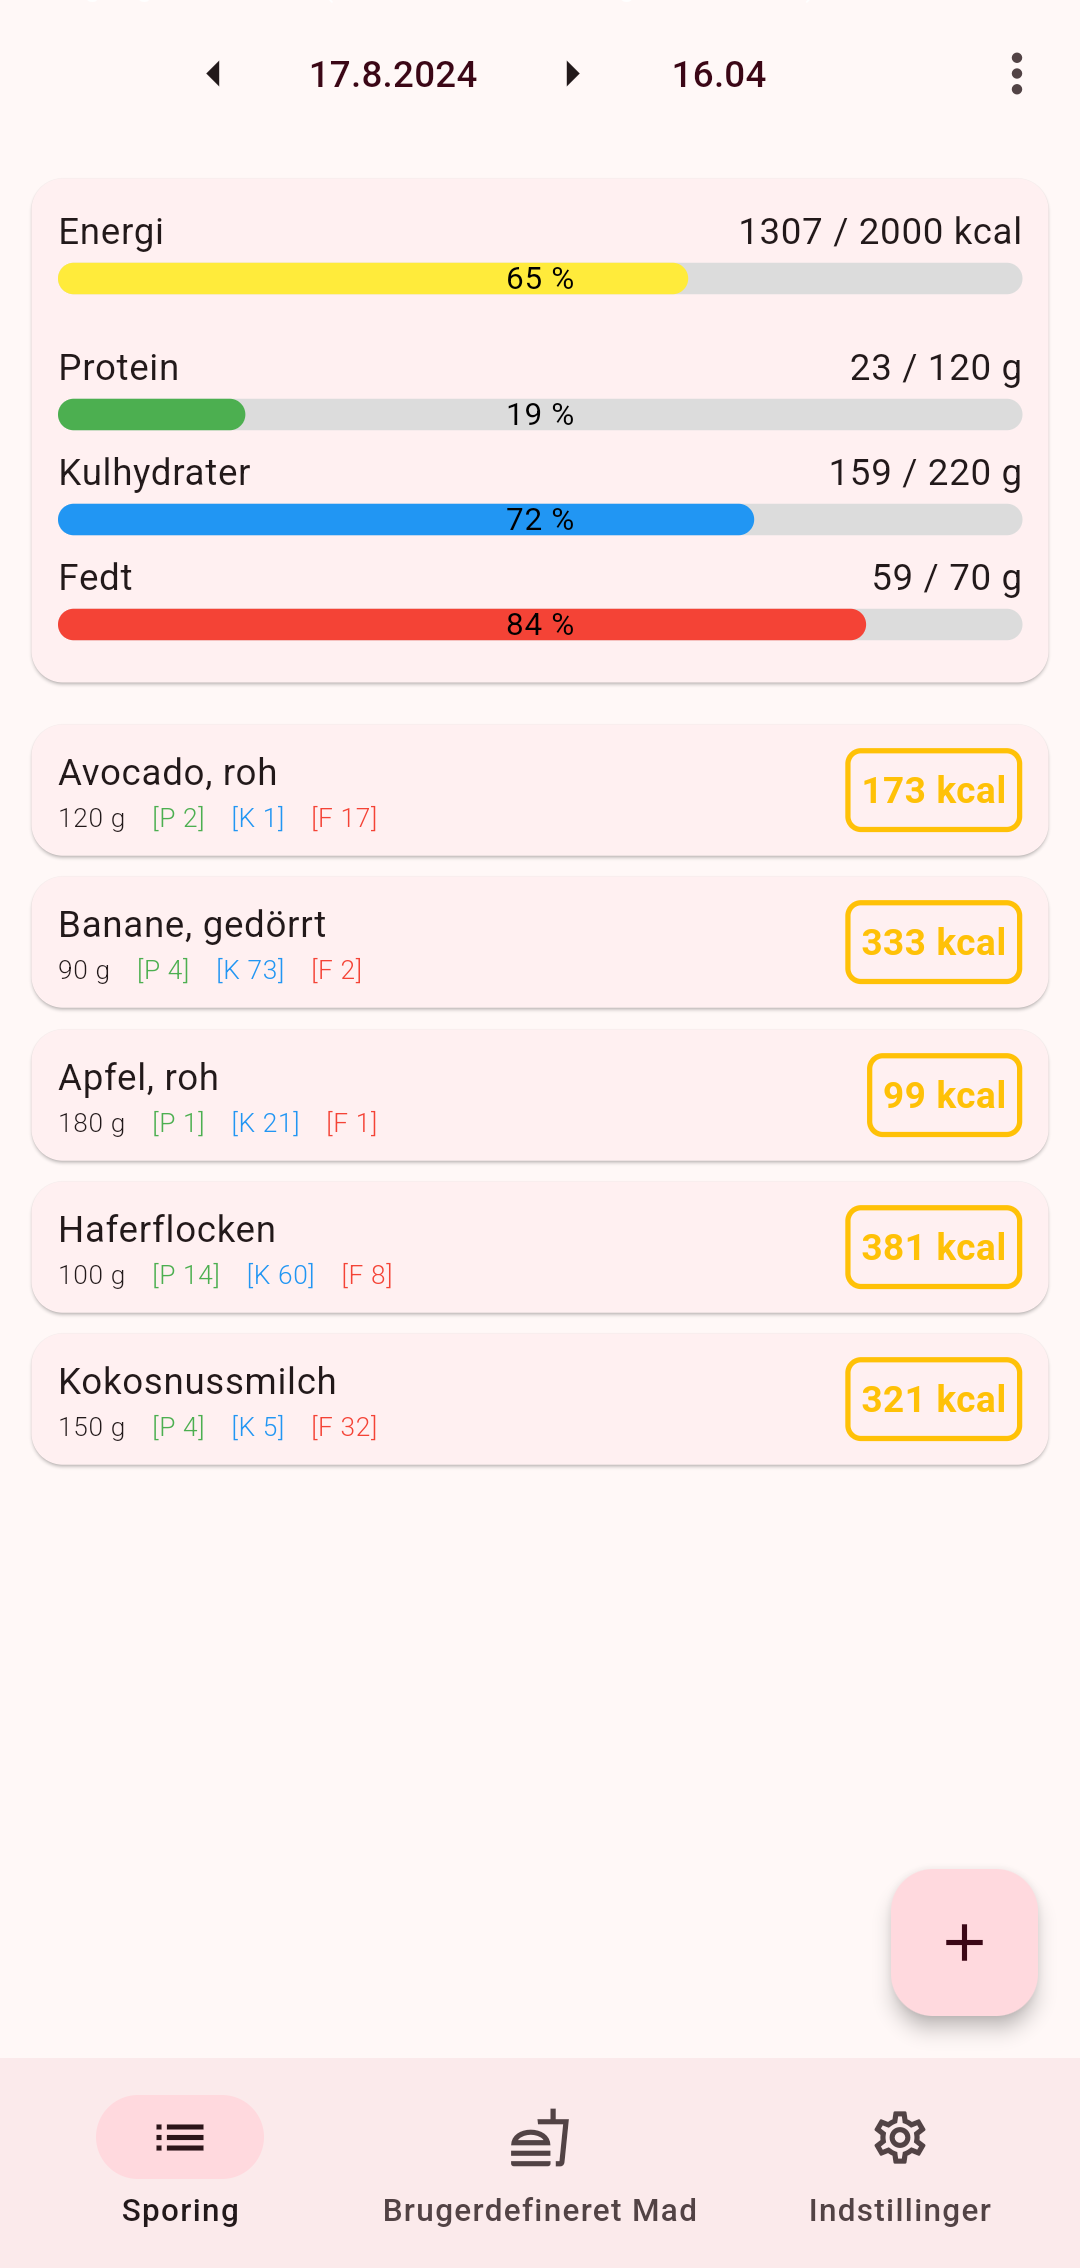 17.8.2024 16.04
Energi 1307 / 2000 kcal
65 %
Protein 23 / 120 g
19 %
Kulhydrater 159 / 220 g
72 %
Fedt 59 / 70 g
84 %
Avocado, roh
120 g [P 2] [K 1] [F 17]
173 kcal
Banane, gedörrt
90 g [P 4] [K 73] [F 2]
333 kcal
Apfel, roh
180 g [P 1] [K 21] [F 1]
99 kcal
Haferflocken
100 g [P 14] [K 60] [F 8]
381 kcal
Kokosnussmilch
150 g [P 4] [K 5] [F 32]
321 kcal
Sporing Brugerdefineret Mad Indstillinger